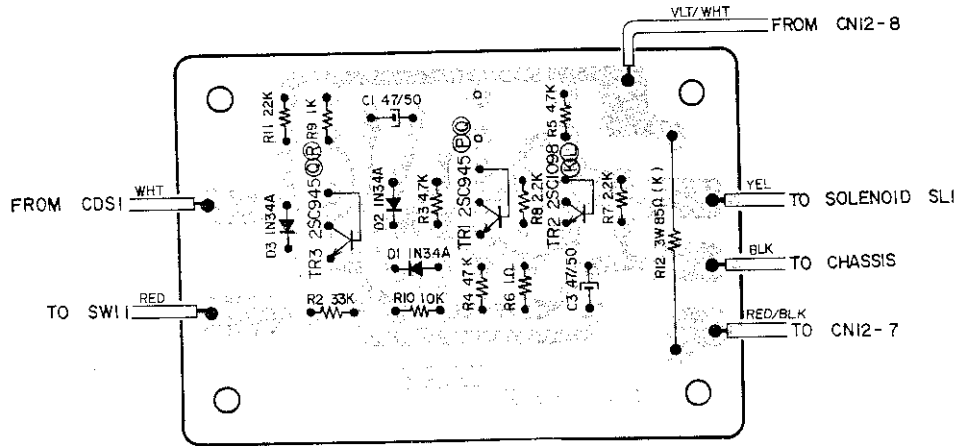 VLT/WHT
FROM CN12-8
R11 22K
R9 1K
C1 47/50
R5 4.7K
TR3 2SC945 Q R
D2 1N34A
R3 47K
TR1 2SC945 P Q
R8 2.2K
TR2 2SC1098 K L
R7 2.2K
R12 3W 85Ω (K)
FROM CDS1
WHT
D3 1N34A
D1 1N34A
YEL
TO SOLENOID SL1
BLK
TO CHASSIS
TO SW11
RED
R2 33K
R10 10K
R4 47K
R6 1Ω
C3 47/50
RED/BLK
TO CN12-7